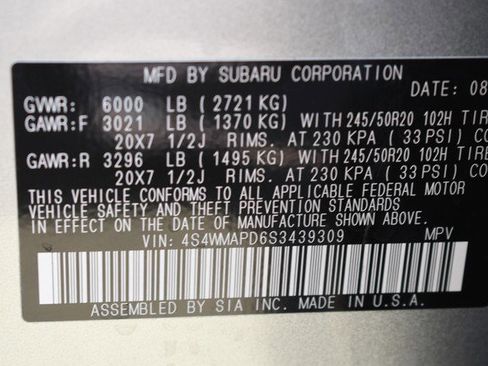 MFD BY SUBARU CORPORATION
DATE: 08
GVWR: 6000 LB ( 2721 KG)
GAWR:F 3021 LB ( 1370 KG) WITH 245/50R20 102H TIRE
20X7 1/2J RIMS. AT 230 KPA ( 33 PSI) COLD
GAWR:R 3296 LB ( 1495 KG) WITH 245/50R20 102H TIRE
20X7 1/2J RIMS. AT 230 KPA ( 33 PSI) COLD
THIS VEHICLE CONFORMS TO ALL APPLICABLE FEDERAL MOTOR
VEHICLE SAFETY AND THEFT PREVENTION STANDARDS
IN EFFECT ON THE DATE OF MANUFACTURE SHOWN ABOVE.
VIN: 4S4WMAPD6S3439309 MPV
ASSEMBLED BY SIA INC. MADE IN U.S.A.